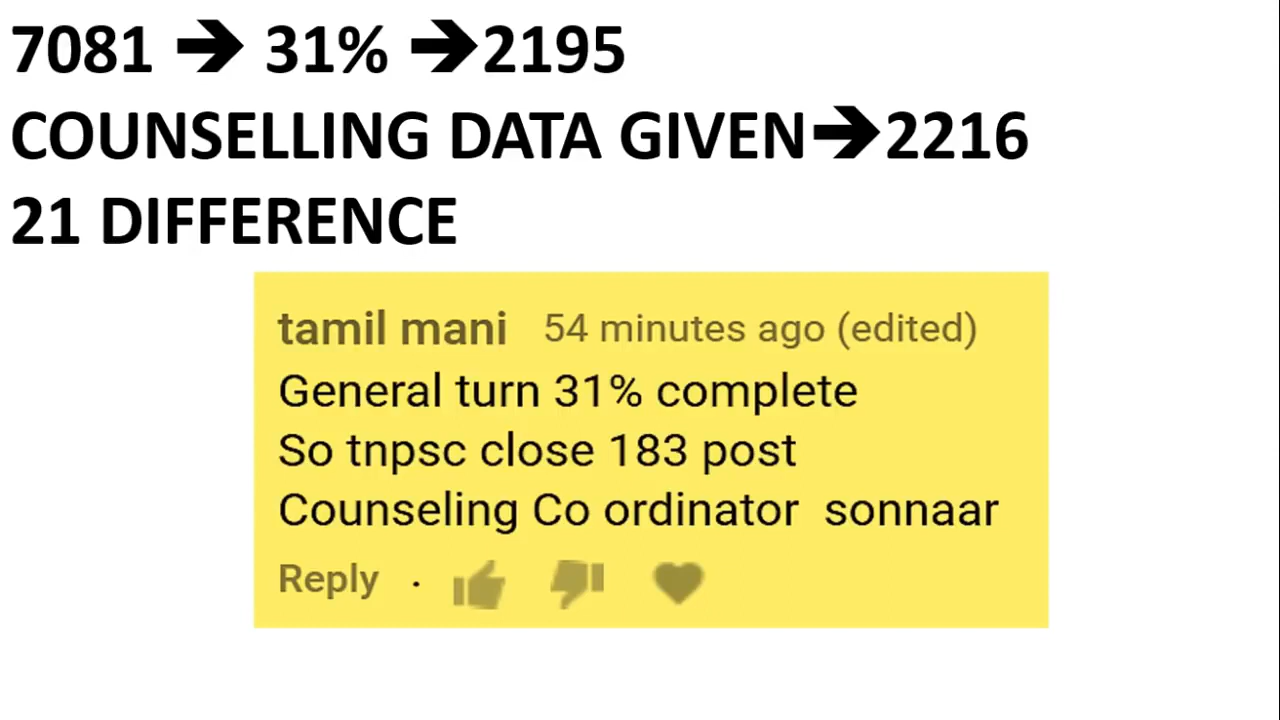 7081 ➔ 31% ➔2195
COUNSELLING DATA GIVEN➔2216
21 DIFFERENCE
tamil mani 54 minutes ago (edited)
General turn 31% complete
So tnpsc close 183 post
Counseling Co ordinator sonnaar
Reply ·